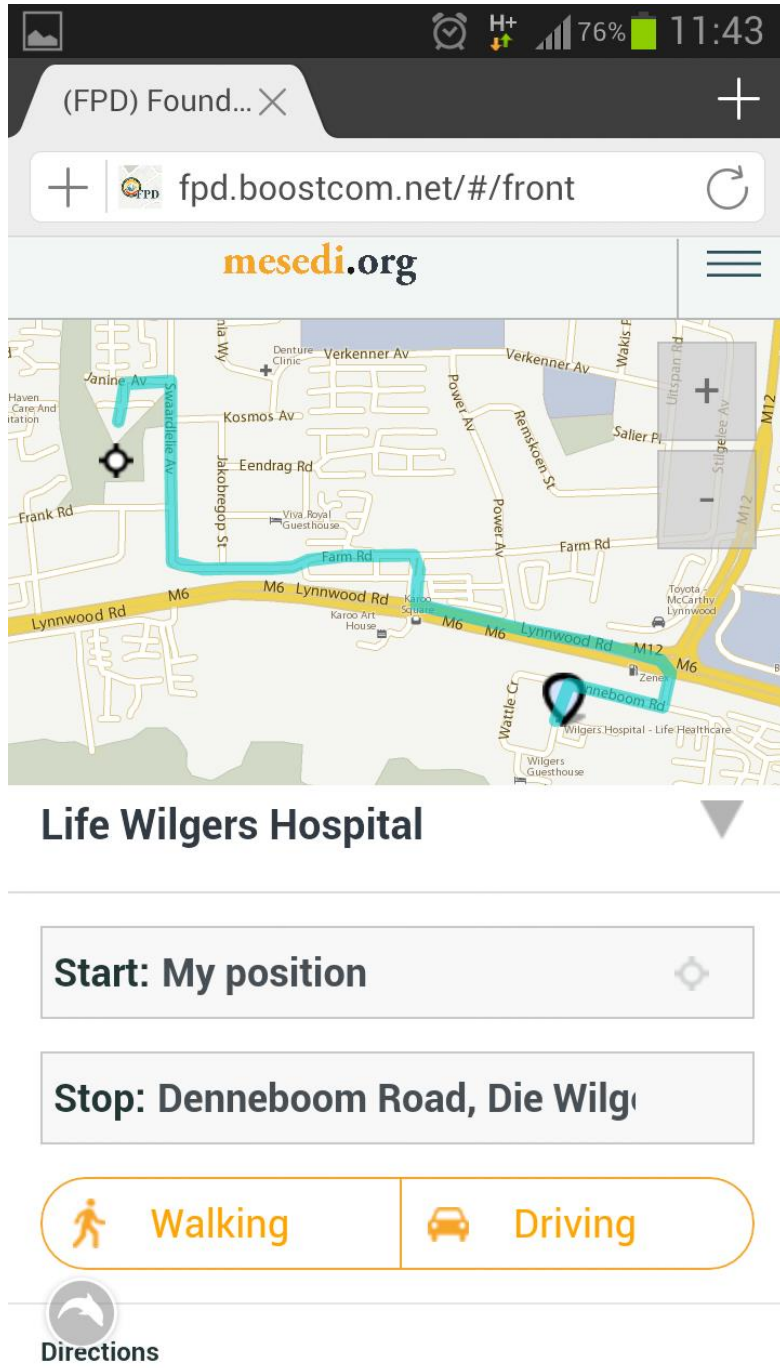 H+ 76% 11:43
(FPD) Found...
FPD fpd.boostcom.net/#/front
mesedi.org
Denture Clinic
Verkenner Av
Verkenner Av
Wakis
Uitspan Rd
Janine Av
Haven
Care And
Swaardlelie Av
Kosmos Av
Power Av
Remskoen St
Salier Pl
Stilgelee Av
M12
+
Jakobregop St
Eendrag Rd
-
Frank Rd
Viva Royal
Guesthouse
Power Av
M12
Farm Rd
Farm Rd
M6
M6
Lynnwood Rd
Lynnwood Rd
Karoo
Square
Karoo Art
House
M6
M6
Lynnwood Rd
M12
M6
Toyota -
McCarthy
Lynnwood
Zenex
Wattle Cr
enneboom Rd
Wilgers Hospital - Life Healthcare
Wilgers
Guesthouse
Life Wilgers Hospital
Start: My position
Stop: Denneboom Road, Die Wilg
Walking
Driving
Directions